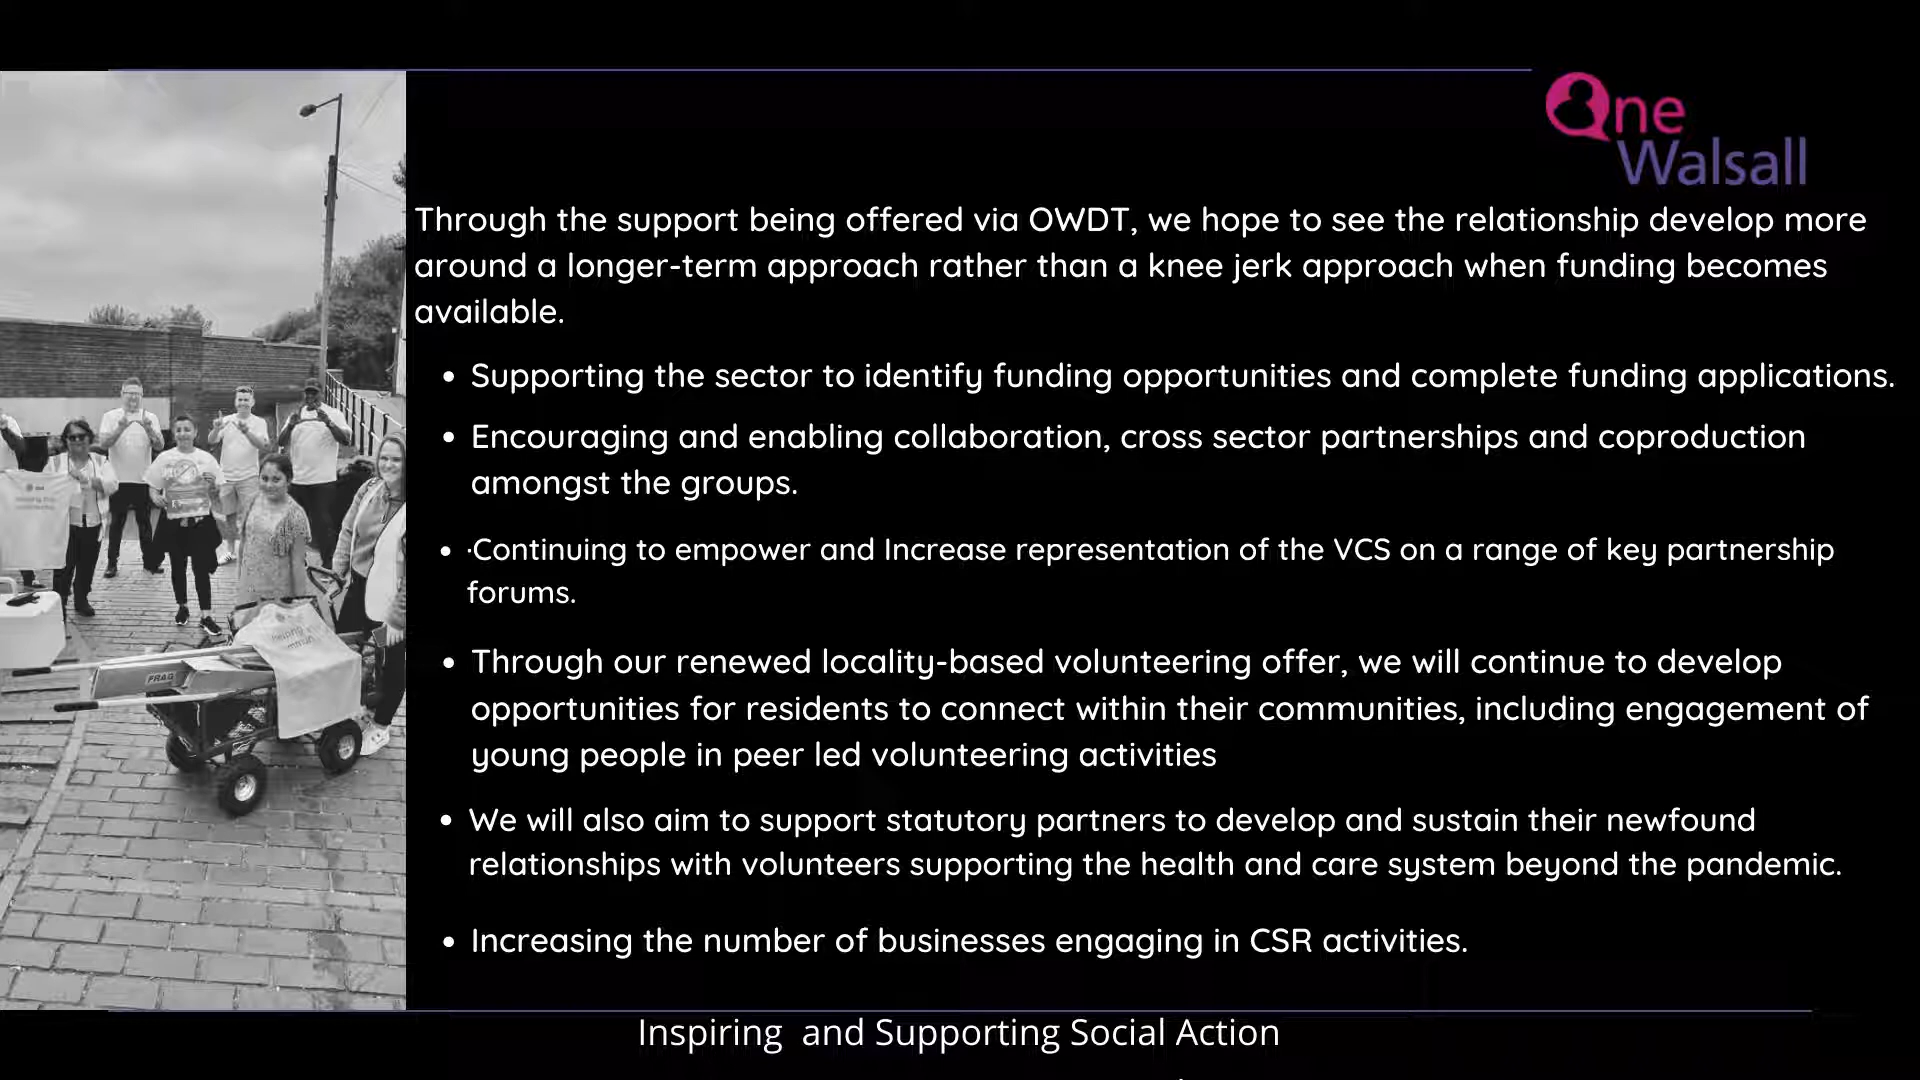 One
Walsall
Through the support being offered via OWDT, we hope to see the relationship develop more
around a longer-term approach rather than a knee jerk approach when funding becomes
available.
• Supporting the sector to identify funding opportunities and complete funding applications.
• Encouraging and enabling collaboration, cross sector partnerships and coproduction
amongst the groups.
• ·Continuing to empower and Increase representation of the VCS on a range of key partnership
forums.
• Through our renewed locality-based volunteering offer, we will continue to develop
opportunities for residents to connect within their communities, including engagement of
young people in peer led volunteering activities
• We will also aim to support statutory partners to develop and sustain their newfound
relationships with volunteers supporting the health and care system beyond the pandemic.
• Increasing the number of businesses engaging in CSR activities.
FRAG
Inspiring and Supporting Social Action